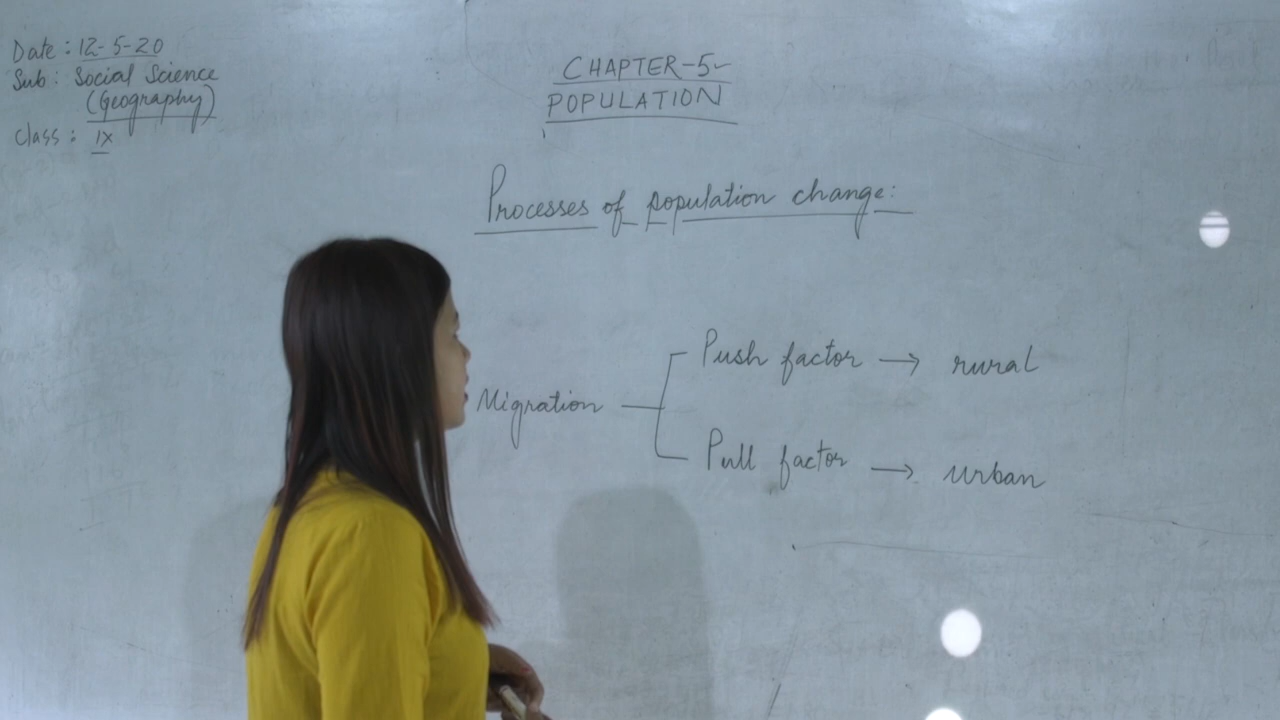 Date: 12-5-20
Sub: Social Science
(Geography)
Class: IX
CHAPTER-5
POPULATION
Processes of population change:
Migration
Push factor → rural
Pull factor → urban